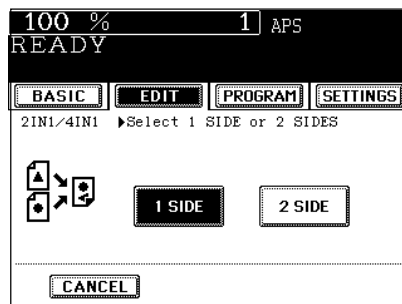 100 % 1 APS
READY
BASIC EDIT PROGRAM SETTINGS
2IN1/4IN1 ▶Select 1 SIDE or 2 SIDES
1 SIDE 2 SIDE
CANCEL